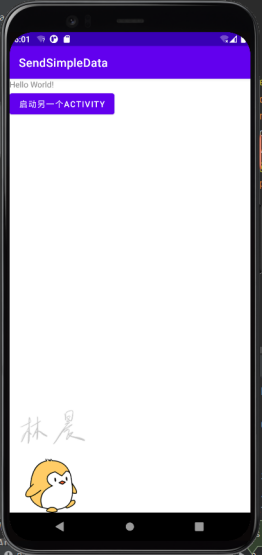 5:01
SendSimpleData
Hello World!
启动另一个ACTIVITY
林晨